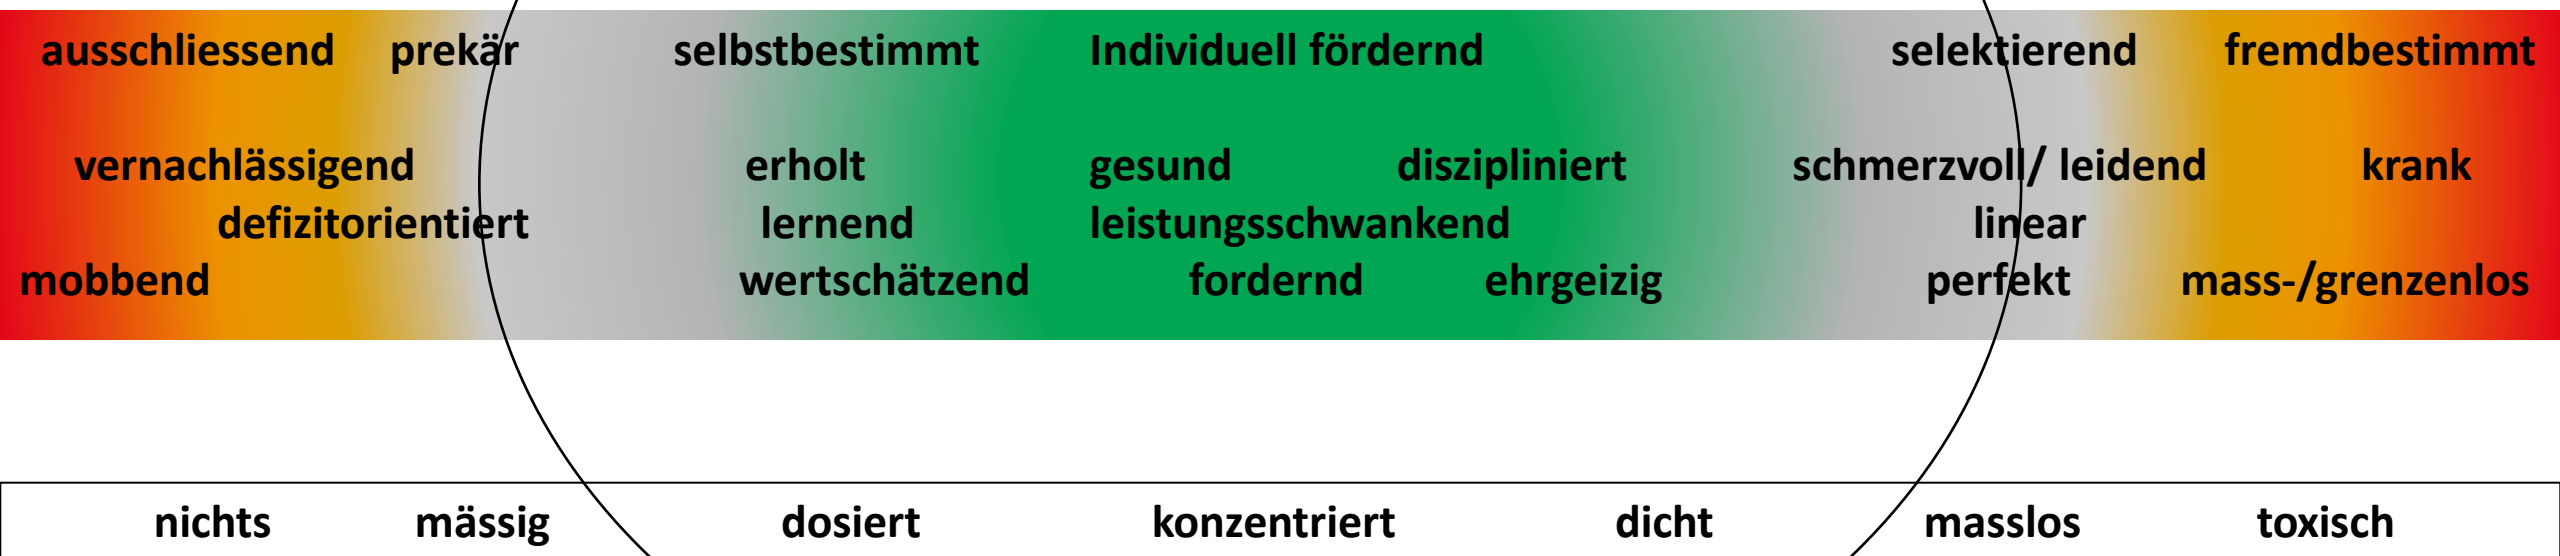 ausschliessend prekär selbstbestimmt Individuell fördernd selektierend fremdbestimmt
vernachlässigend erholt gesund diszipliniert schmerzvoll/ leidend krank
defizitorientiert lernend leistungsschwankend linear
mobbend wertschätzend fordernd ehrgeizig perfekt mass-/grenzenlos
nichts mässig dosiert konzentriert dicht masslos toxisch